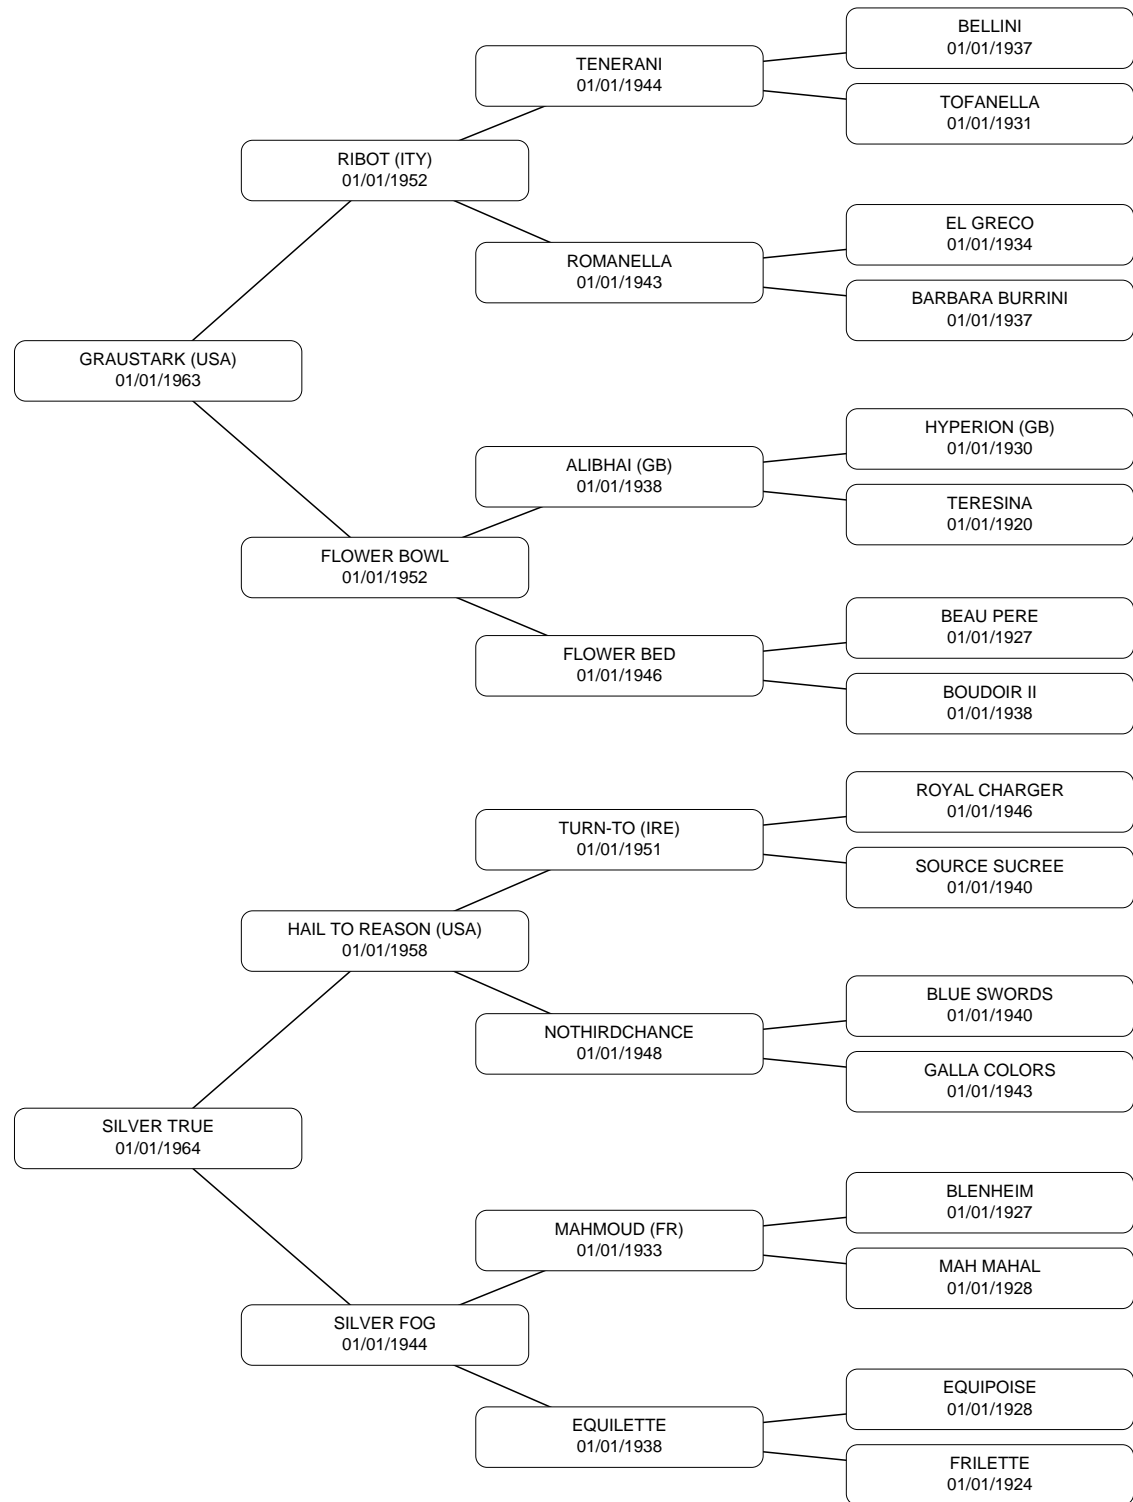 BELLINI
01/01/1937
TENERANI
01/01/1944
TOFANELLA
01/01/1931
RIBOT (ITY)
01/01/1952
EL GRECO
01/01/1934
ROMANELLA
01/01/1943
BARBARA BURRINI
01/01/1937
GRAUSTARK (USA)
01/01/1963
HYPERION (GB)
01/01/1930
ALIBHAI (GB)
01/01/1938
TERESINA
01/01/1920
FLOWER BOWL
01/01/1952
BEAU PERE
01/01/1927
FLOWER BED
01/01/1946
BOUDOIR II
01/01/1938
ROYAL CHARGER
01/01/1946
TURN-TO (IRE)
01/01/1951
SOURCE SUCREE
01/01/1940
HAIL TO REASON (USA)
01/01/1958
BLUE SWORDS
01/01/1940
NOTHIRDCHANCE
01/01/1948
GALLA COLORS
01/01/1943
SILVER TRUE
01/01/1964
BLENHEIM
01/01/1927
MAHMOUD (FR)
01/01/1933
MAH MAHAL
01/01/1928
SILVER FOG
01/01/1944
EQUIPOISE
01/01/1928
EQUILETTE
01/01/1938
FRILETTE
01/01/1924